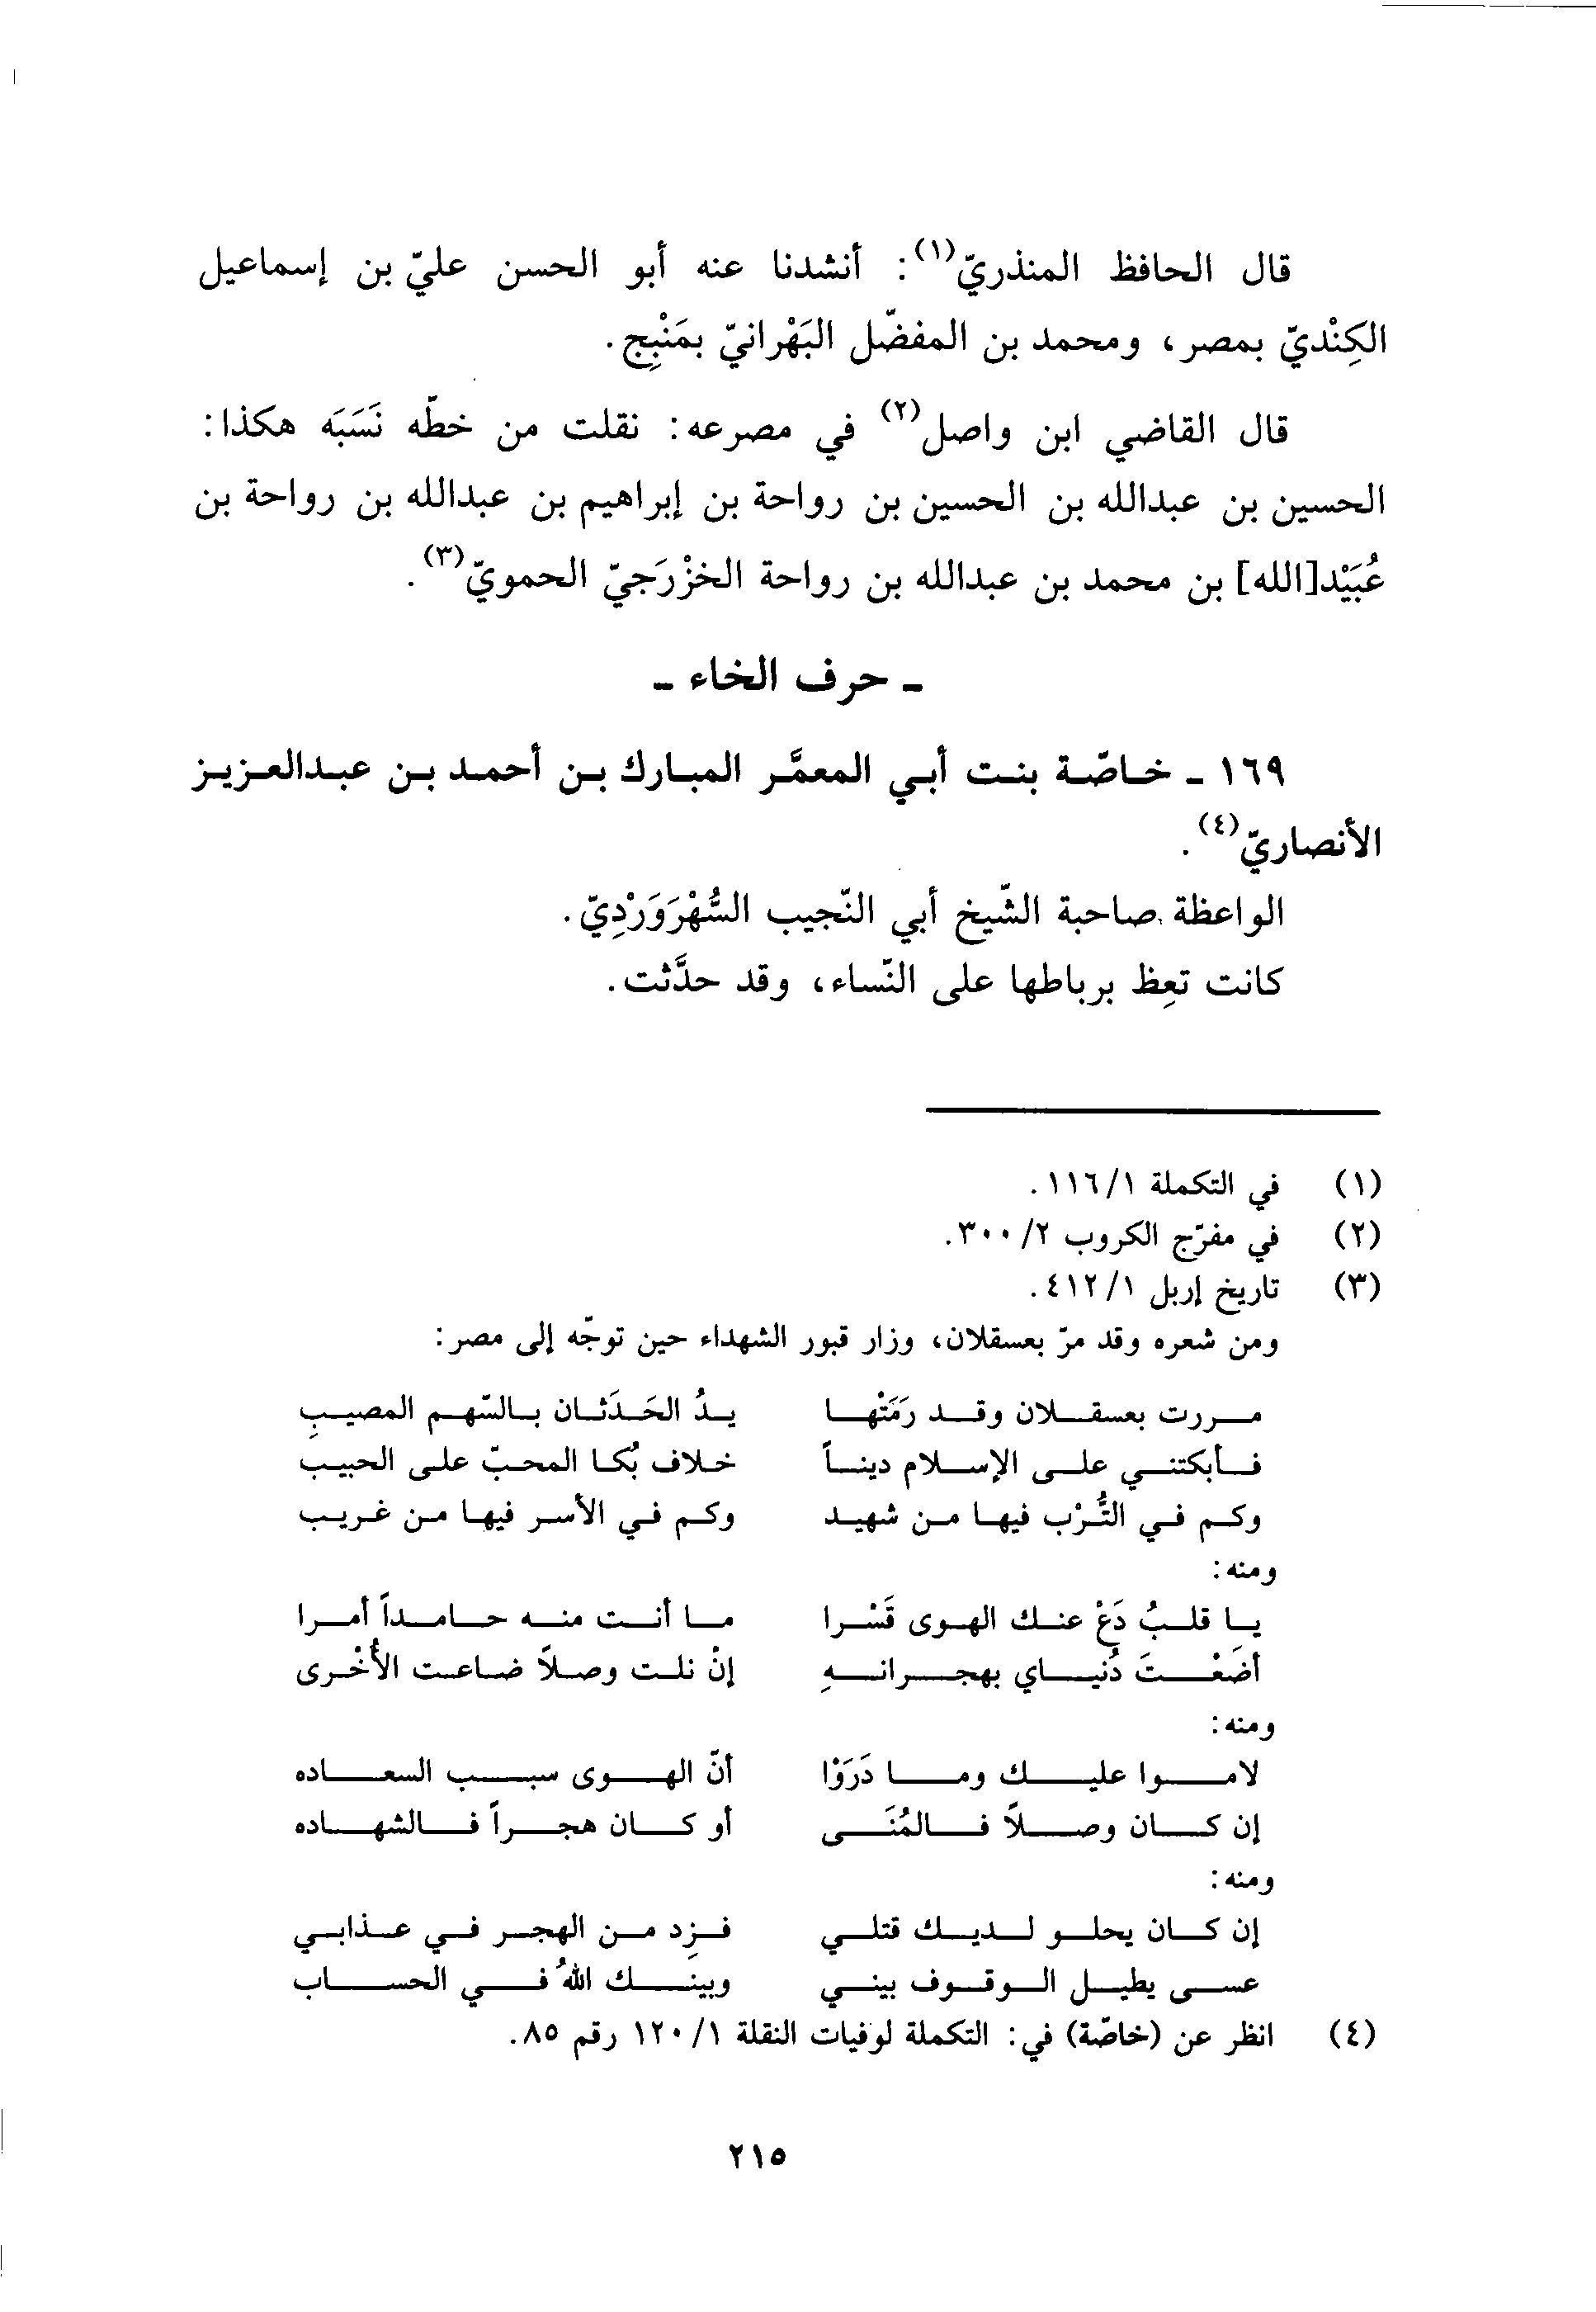 قال الحافظ المنذريّ(١): أنشدنا عنه أبو الحسن عليّ بن إسماعيل
الكِنْديّ بمصر، ومحمد بن المفضّل البَهْرانيّ بمَنْبِج.
قال القاضي ابن واصل(٢) في مصرعه: نقلت من خطّه نَسَبَه هكذا:
الحسين بن عبدالله بن الحسين بن رواحة بن إبراهيم بن عبدالله بن رواحة بن
عُبَيْد[الله] بن محمد بن عبدالله بن رواحة الخزْرَجيّ الحمويّ(٣).
- حرف الخاء -
١٦٩ - خاصّة بنت أبي المعمَّر المبارك بن أحمد بن عبدالعزيز
الأنصاريّ(٤).
الواعظة صاحبة الشّيخ أبي النّجيب السُّهْرَوَرْدِيّ.
كانت تعِظ برباطها على النّساء، وقد حدَّثت.
(١) في التكملة ١/ ١١٦.
(٢) في مفرّج الكروب ٢/ ٣٠٠.
(٣) تاريخ إربل ١/ ٤١٢.
ومن شعره وقد مرّ بعسقلان، وزار قبور الشهداء حين توجّه إلى مصر:
مررت بعسقلان وقد رَمَتْها يدُ الحَدَثان بالسّهم المصيبِ
فأبكتني على الإسلام ديناً خلاف بُكا المحبّ على الحبيب
وكم في التُّرْب فيها من شهيد وكم في الأسر فيها من غريب
ومنه:
يا قلبُ دَعْ عنك الهوى قَسْرا ما أنت منه حامداً أمرا
أضَعْتَ دُنياي بهجرانهِ إنْ نلت وصلاً ضاعت الأُخْرى
ومنه:
لاموا عليك وما دَرَوْا أنّ الهوى سبب السعاده
إن كان وصلاً فالمُنَى أو كان هجراً فالشهاده
ومنه:
إن كان يحلو لديك قتلي فزِد من الهجر في عذابي
عسى يطيل الوقوف بيني وبينك اللهُ في الحساب
(٤) انظر عن (خاصّة) في: التكملة لوفيات النقلة ١/ ١٢٠ رقم ٨٥.
٢١٥